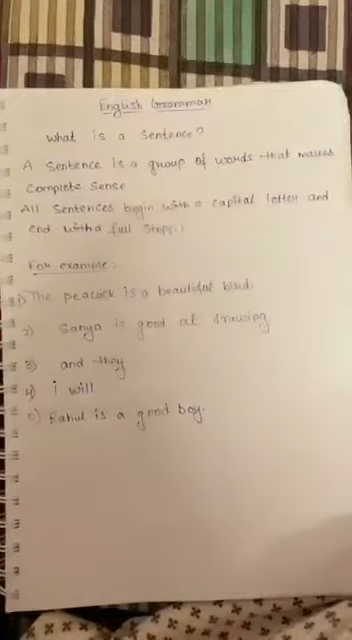 English Grammar
What is a sentence?
A sentence is a group of words that makes
Complete sense
All sentences begin with a capital letter and
end with a full stop(.)
For example:-
1) The peacock is a beautiful bird.
2) Sanya is good at drawing
3) and they
4) i will
5) Rahul is a good boy.